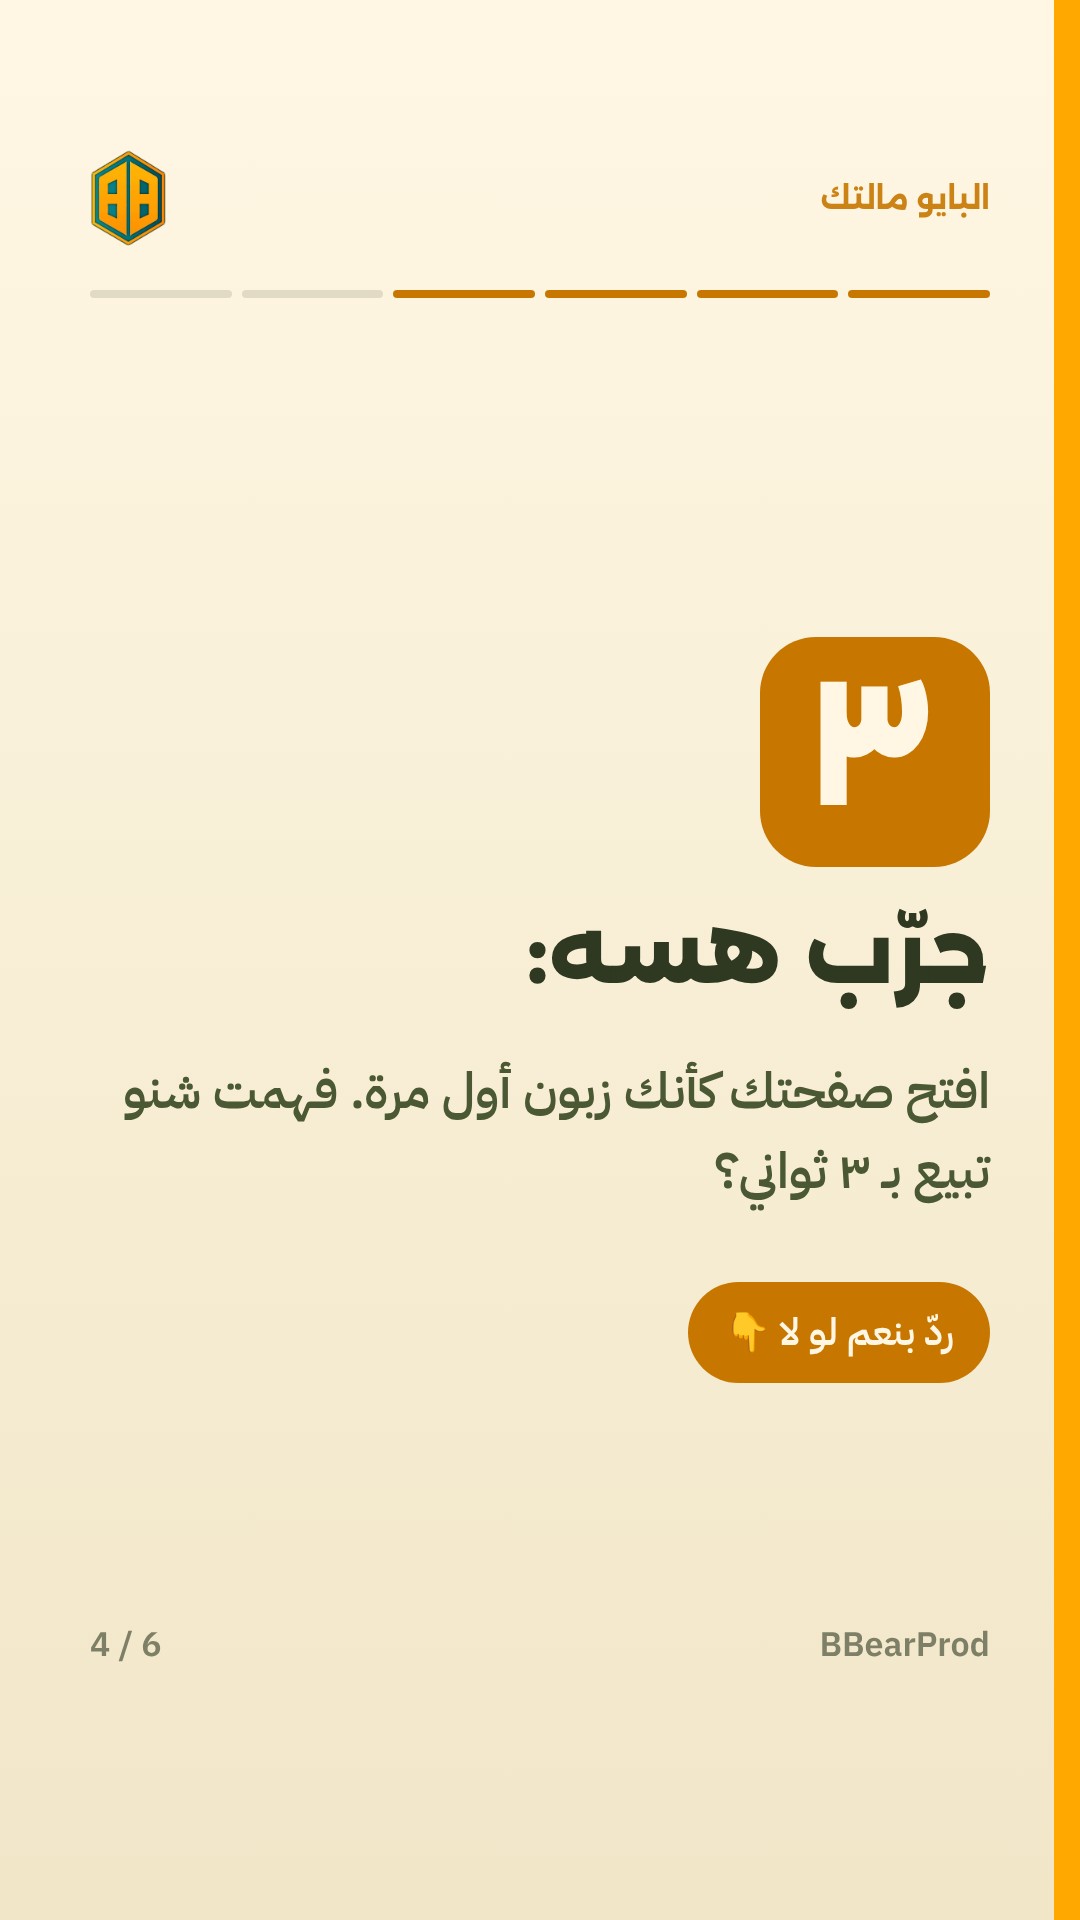 البايو مالتك
BB
٣
جرّب هسه:
افتح صفحتك كأنك زبون أول مرة. فهمت شنو
تبيع بـ ٣ ثواني؟
ردّ بنعم لو لا 👇
BBearProd
4 / 6